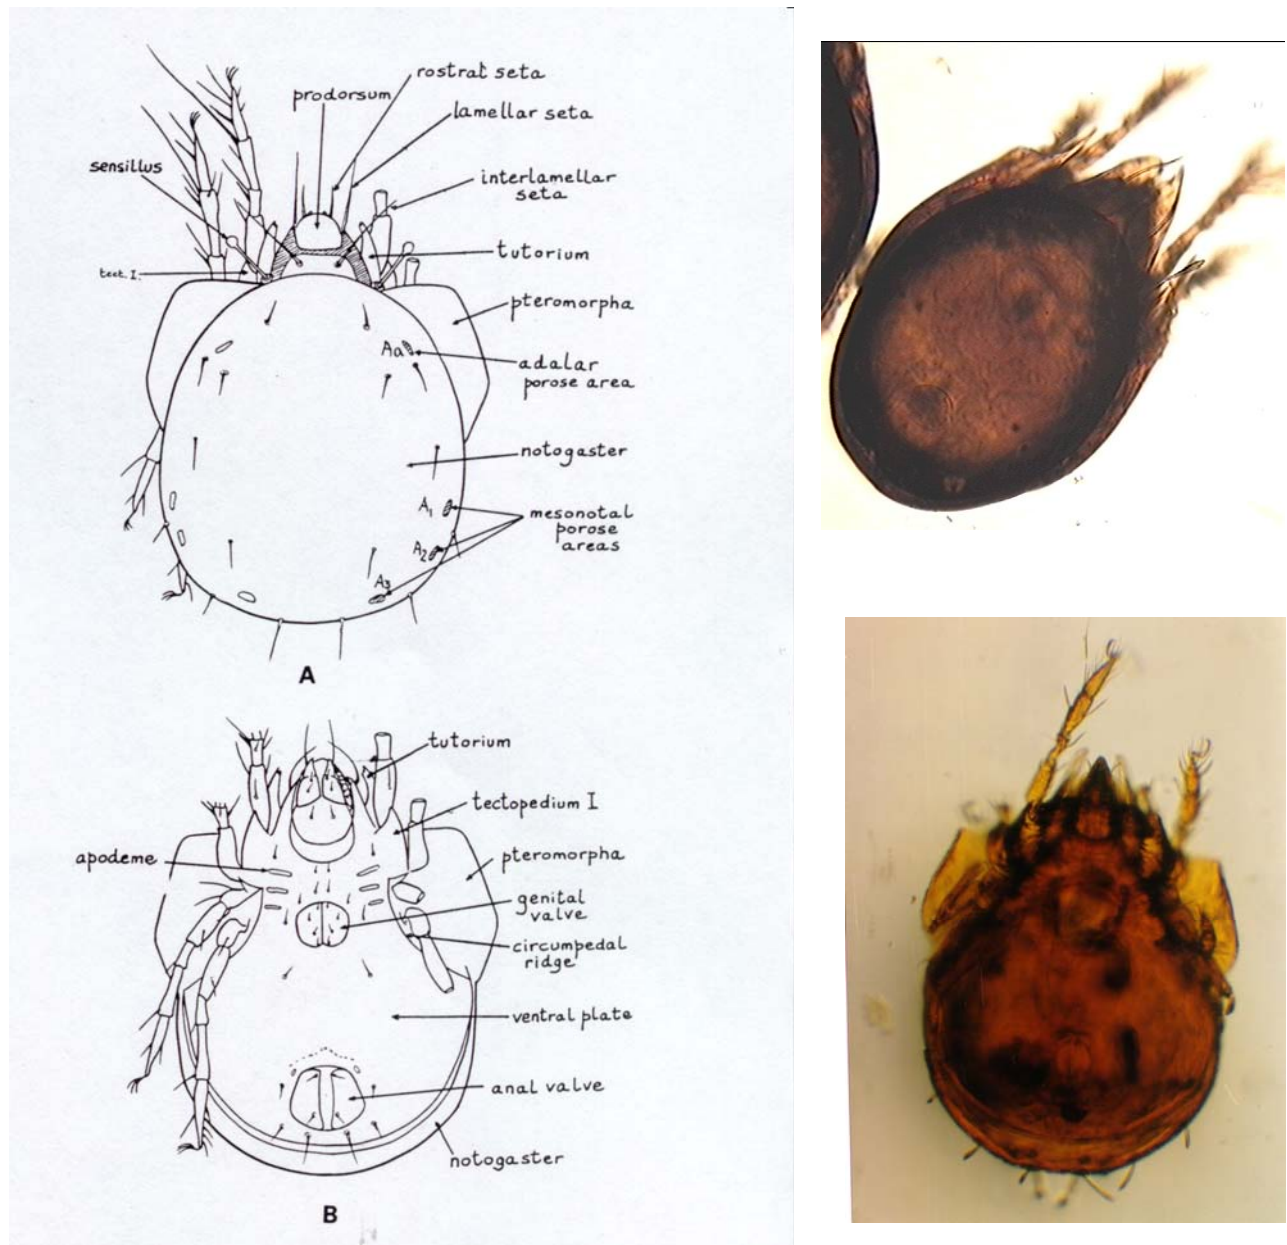 rostral seta
prodorsum
lamellar seta
sensillus
interlamellar
seta
tutorium
tect. I.
pteromorpha
Aa
adalar
porose area
notogaster
A1
mesonotal
porose
areas
A2
A3
A
tutorium
tectopedium I
apodeme
pteromorpha
genital
valve
circumpedal
ridge
ventral plate
anal valve
notogaster
B